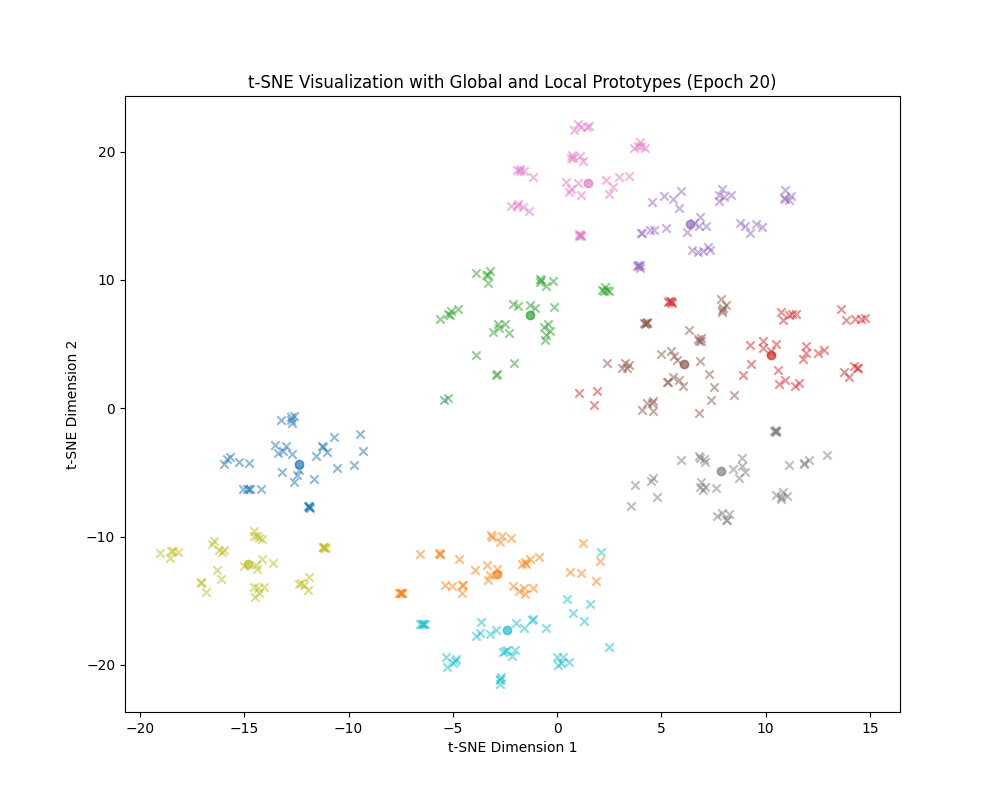 t-SNE Visualization with Global and Local Prototypes (Epoch 20)
20
10
0
−10
−20
t-SNE Dimension 2
−20 −15 −10 −5 0 5 10 15
t-SNE Dimension 1